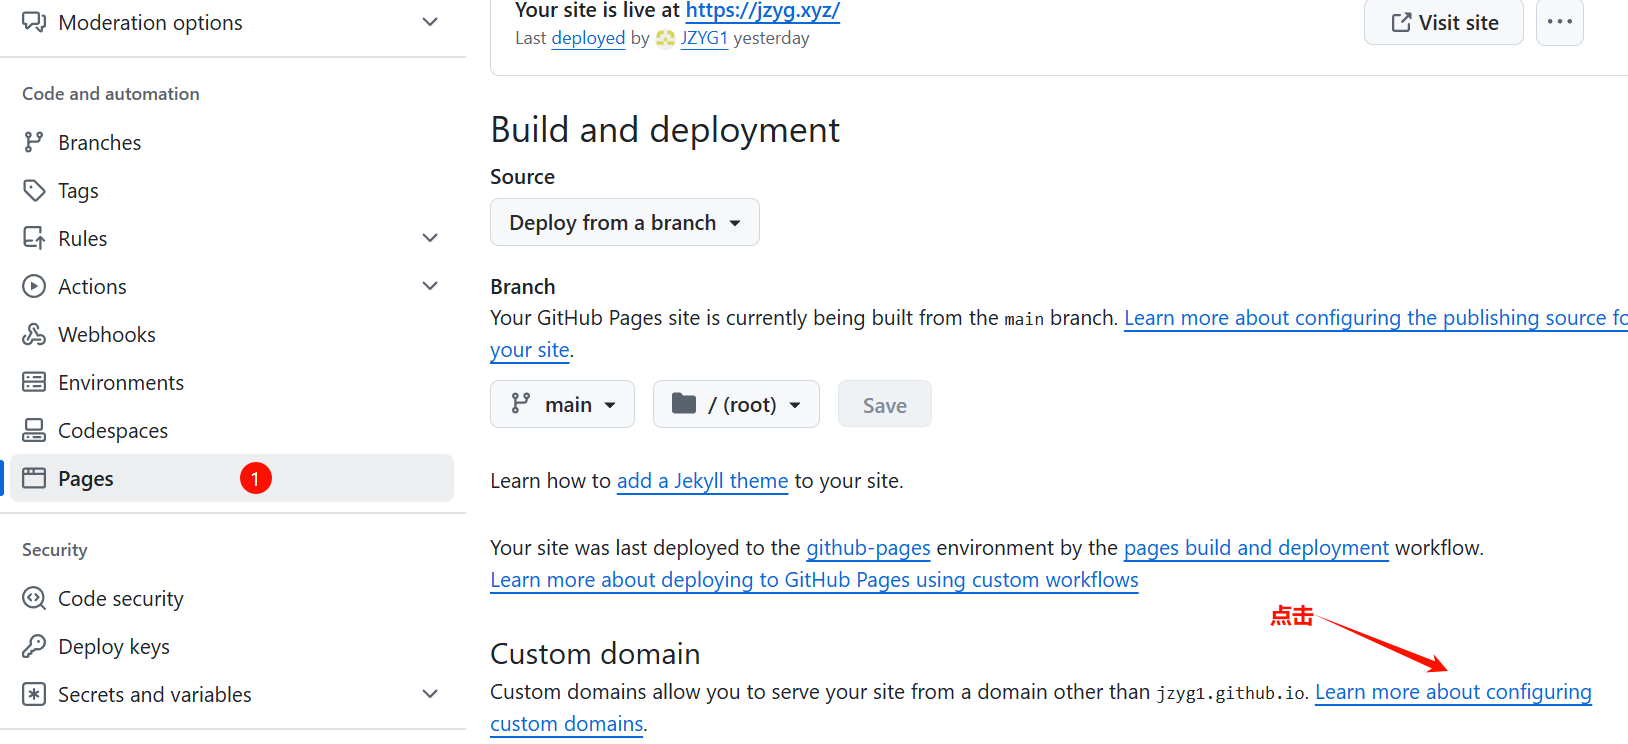 Moderation options
Code and automation
Branches
Tags
Rules
Actions
Webhooks
Environments
Codespaces
Pages 1
Security
Code security
Deploy keys
Secrets and variables
Your site is live at https://jzyg.xyz/
Last deployed by JZYG1 yesterday
Visit site
Build and deployment
Source
Deploy from a branch
Branch
Your GitHub Pages site is currently being built from the main branch. Learn more about configuring the publishing source fo
your site.
main / (root) Save
Learn how to add a Jekyll theme to your site.
Your site was last deployed to the github-pages environment by the pages build and deployment workflow.
Learn more about deploying to GitHub Pages using custom workflows
点击
Custom domain
Custom domains allow you to serve your site from a domain other than jzyg1.github.io. Learn more about configuring
custom domains.